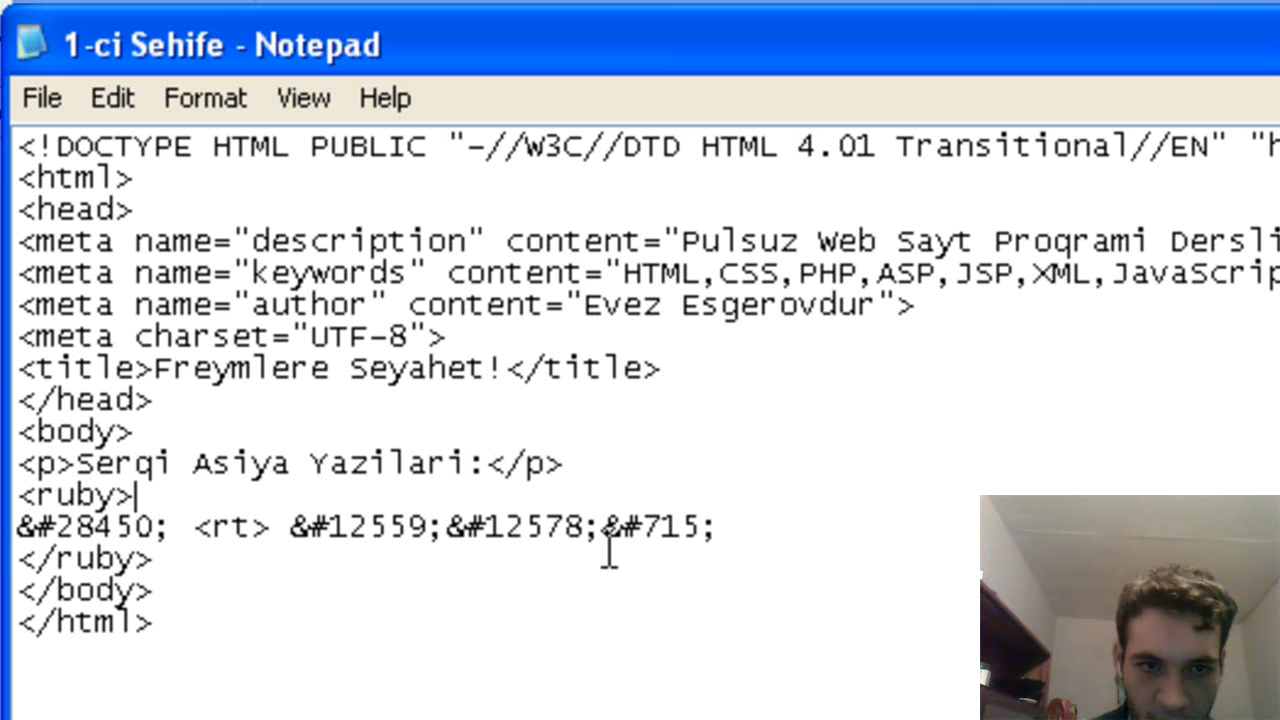 1-ci Sehife - Notepad
File Edit Format View Help
<!DOCTYPE HTML PUBLIC "-//W3C//DTD HTML 4.01 Transitional//EN" "h
<html>
<head>
<meta name="description" content="Pulsuz Web Sayt Proqrami Dersli
<meta name="keywords" content="HTML,CSS,PHP,ASP,JSP,XML,JavaScrip
<meta name="author" content="Evez Esgerovdur">
<meta charset="UTF-8">
<title>Freymlere Seyahet!</title>
</head>
<body>
<p>Serqi Asiya Yazilari:</p>
<ruby>
&#28450; <rt> &#12559;&#12578;&#715;
</ruby>
</body>
</html>